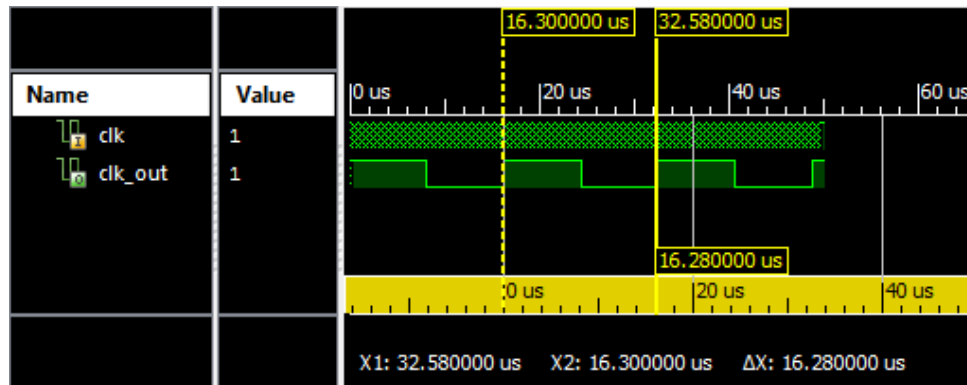 16.300000 us 32.580000 us
Name Value 0 us 20 us 40 us 60 us
clk 1
clk_out 1
16.280000 us
0 us 20 us 40 us
X1: 32.580000 us X2: 16.300000 us ΔX: 16.280000 us